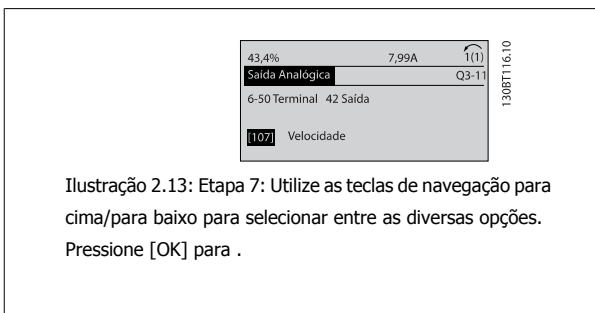 43,4% 7,99A 1(1)
Saída Analógica Q3-11
6-50 Terminal 42 Saída
[107] Velocidade
130BT116.10
Ilustração 2.13: Etapa 7: Utilize as teclas de navegação para
cima/para baixo para selecionar entre as diversas opções.
Pressione [OK] para .